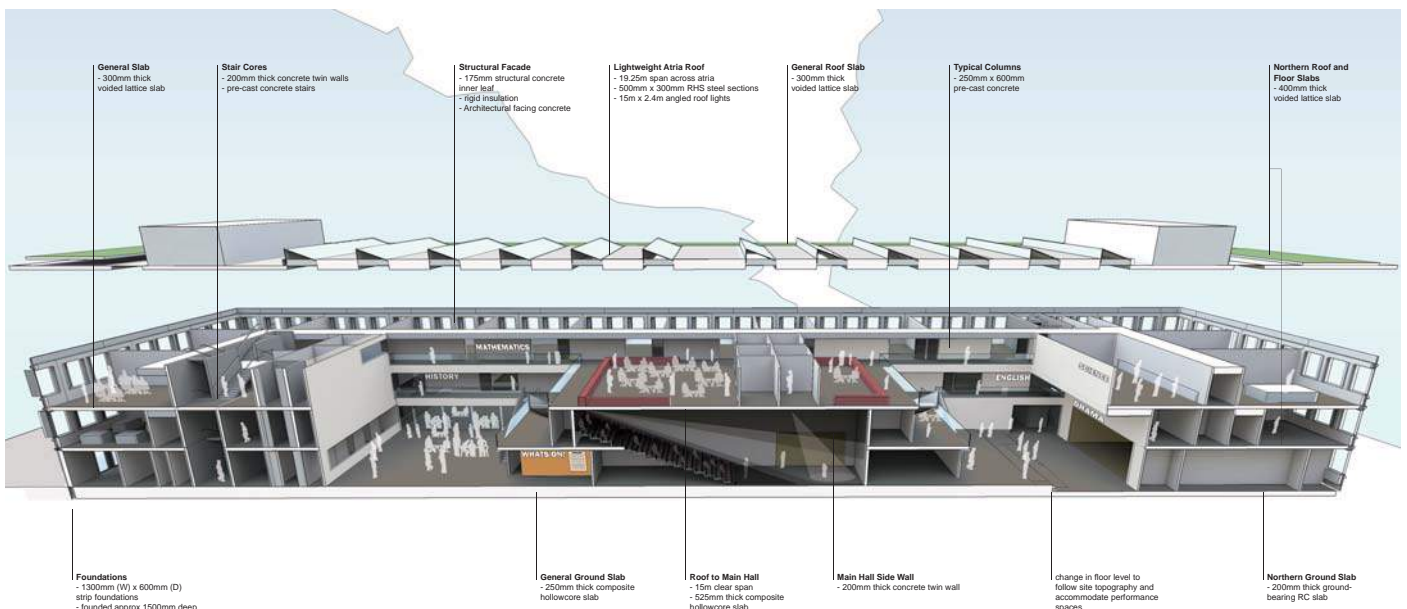 General Slab
- 300mm thick
voided lattice slab
Stair Cores
- 200mm thick concrete twin walls
- pre-cast concrete stairs
Structural Facade
- 175mm structural concrete
inner leaf
- rigid insulation
- Architectural facing concrete
Lightweight Atria Roof
- 19.25m span across atria
- 500mm x 300mm RHS steel sections
- 15m x 2.4m angled roof lights
General Roof Slab
- 300mm thick
voided lattice slab
Typical Columns
- 250mm x 600mm
pre-cast concrete
Northern Roof and
Floor Slabs
- 400mm thick
voided lattice slab
MATHEMATICS
HISTORY
ENGLISH
SCIENCE
DRAMA
WHATS ON!
Foundations
- 1300mm (W) x 600mm (D)
strip foundations
- founded approx 1500mm deep
General Ground Slab
- 250mm thick composite
hollowcore slab
Roof to Main Hall
- 15m clear span
- 525mm thick composite
hollowcore slab
Main Hall Side Wall
- 200mm thick concrete twin wall
change in floor level to
follow site topography and
accommodate performance
spaces
Northern Ground Slab
- 200mm thick ground-
bearing RC slab